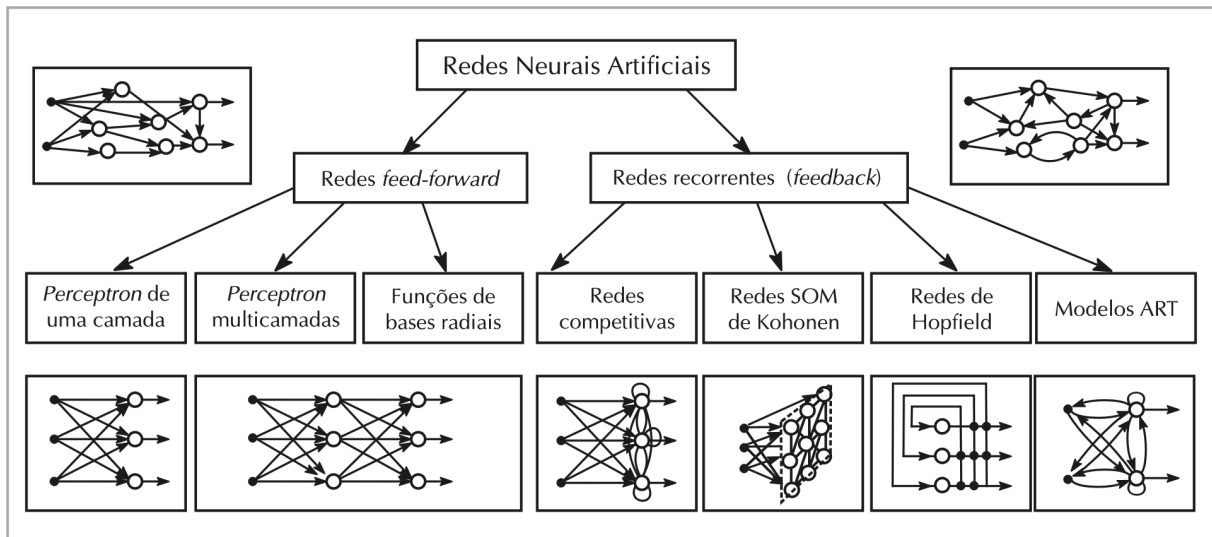 Redes Neurais Artificiais
Redes feed-forward
Redes recorrentes (feedback)
Perceptron de
uma camada
Perceptron
multicamadas
Funções de
bases radiais
Redes
competitivas
Redes SOM
de Kohonen
Redes de
Hopfield
Modelos ART